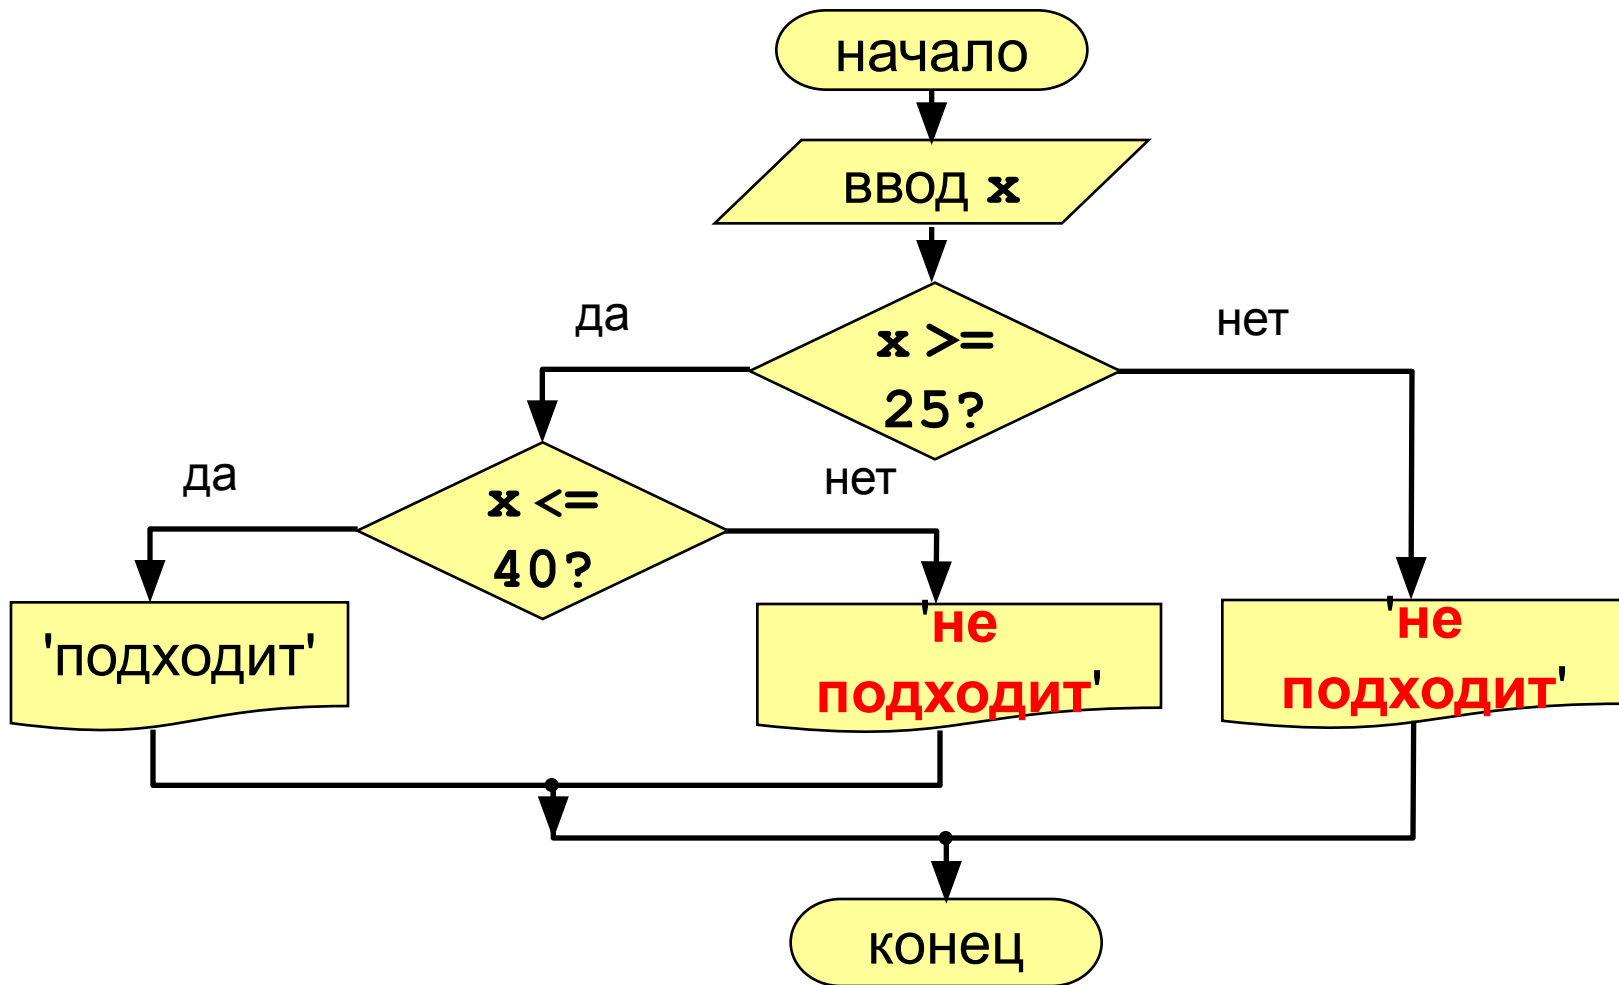 начало
ввод x
да
нет
x >=
25?
да
нет
x <=
40?
'подходит'
'не
подходит'
'не
подходит'
конец